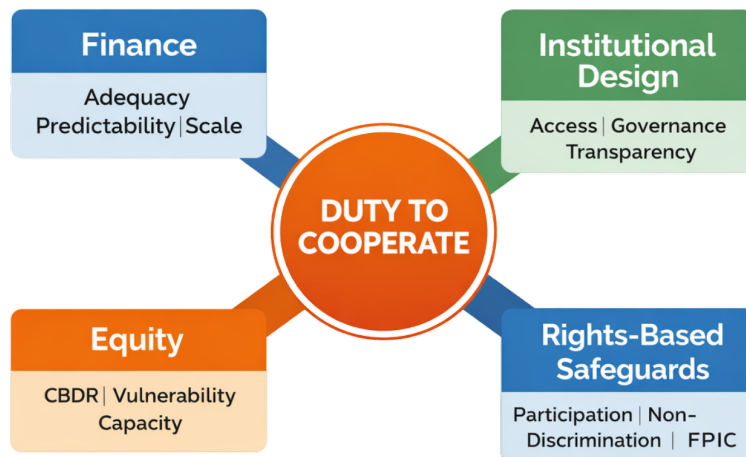 Finance
Adequacy
Predictability | Scale
Institutional
Design
Access | Governance
Transparency
DUTY TO
COOPERATE
Equity
CBDR | Vulnerability
Capacity
Rights-Based
Safeguards
Participation | Non-
Discrimination | FPIC